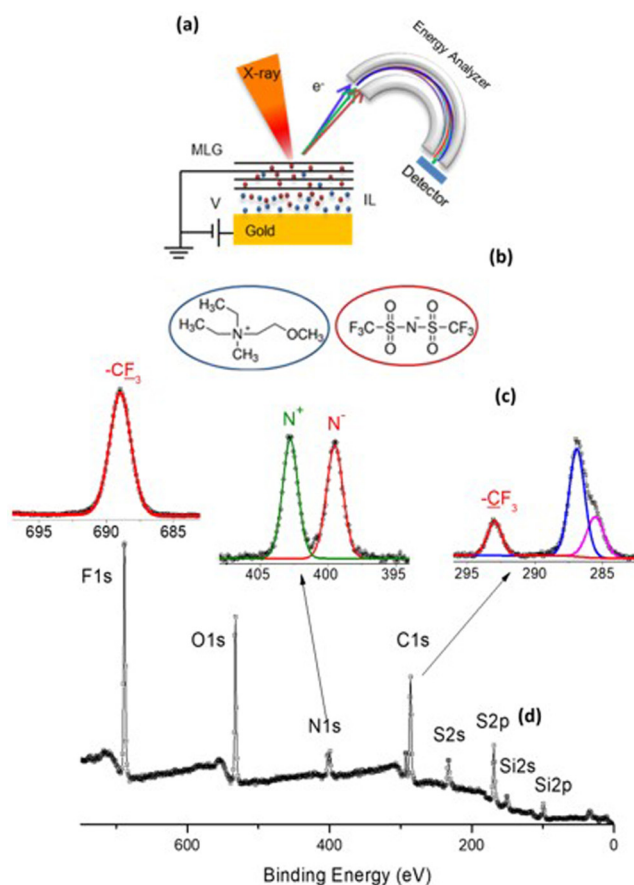 (a)
X-ray
e-
Energy Analyzer
Detector
MLG
IL
V
Gold
(b)
H₃C
H₃C
N
+
CH₃
OCH₃
O O
F₃C-S-N-S-CF₃
-
O O
(c)
-CF₃
N⁺ N⁻
-CF₃
695 690 685
405 400 395
295 290 285
F1s
O1s
N1s
C1s
(d)
S2s
S2p
Si2s
Si2p
600 400 200 0
Binding Energy (eV)